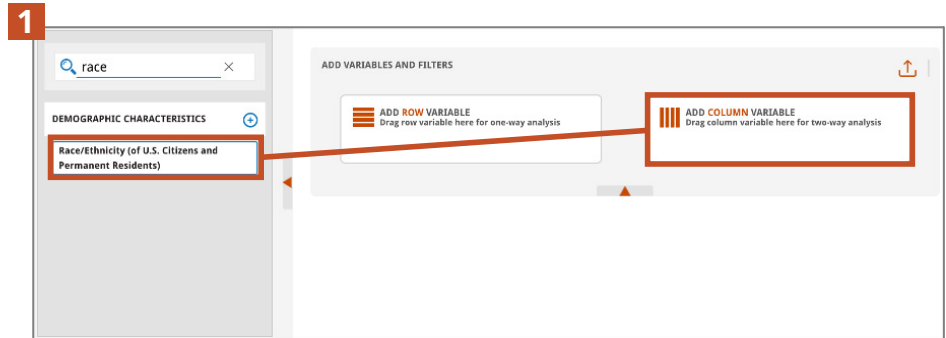 1
race
ADD VARIABLES AND FILTERS
DEMOGRAPHIC CHARACTERISTICS
Race/Ethnicity (of U.S. Citizens and
Permanent Residents)
ADD ROW VARIABLE
Drag row variable here for one-way analysis
ADD COLUMN VARIABLE
Drag column variable here for two-way analysis